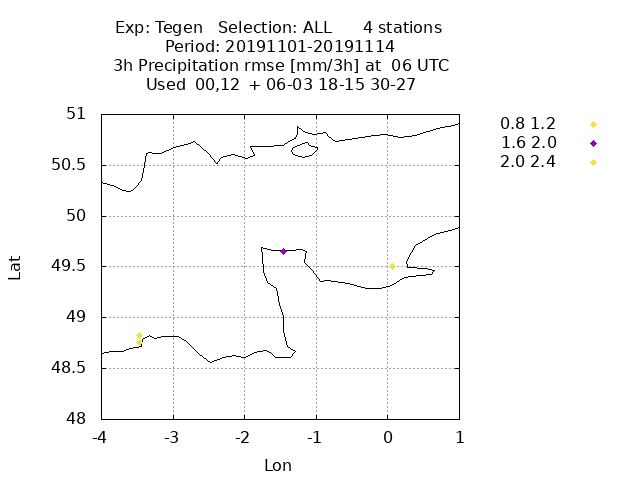 Exp: Tegen   Selection: ALL      4 stations
Period: 20191101-20191114
3h Precipitation rmse [mm/3h] at  06 UTC
Used  00,12  + 06-03 18-15 30-27
0.8 1.2
1.6 2.0
2.0 2.4
51
50.5
50
49.5
49
48.5
48
Lat
-4 -3 -2 -1 0 1
Lon